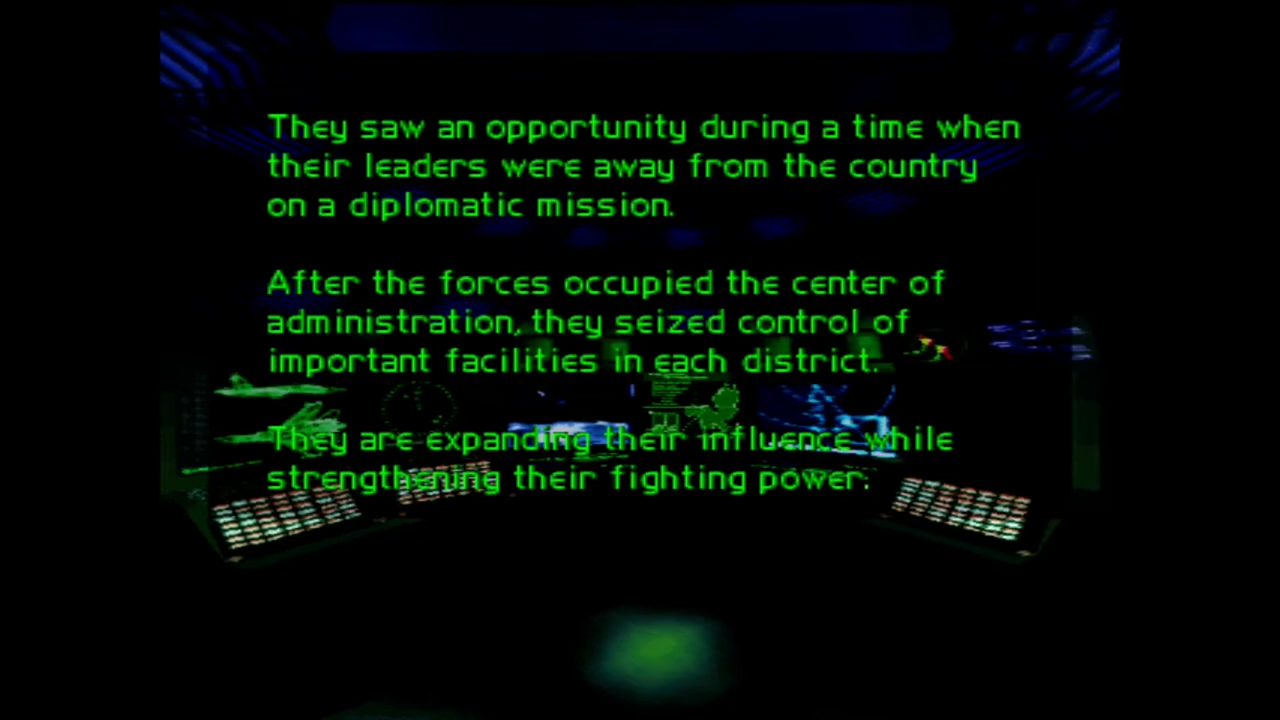 They saw an opportunity during a time when
their leaders were away from the country
on a diplomatic mission.
After the forces occupied the center of
administration, they seized control of
important facilities in each district.
They are expanding their influence while
strengthening their fighting power.